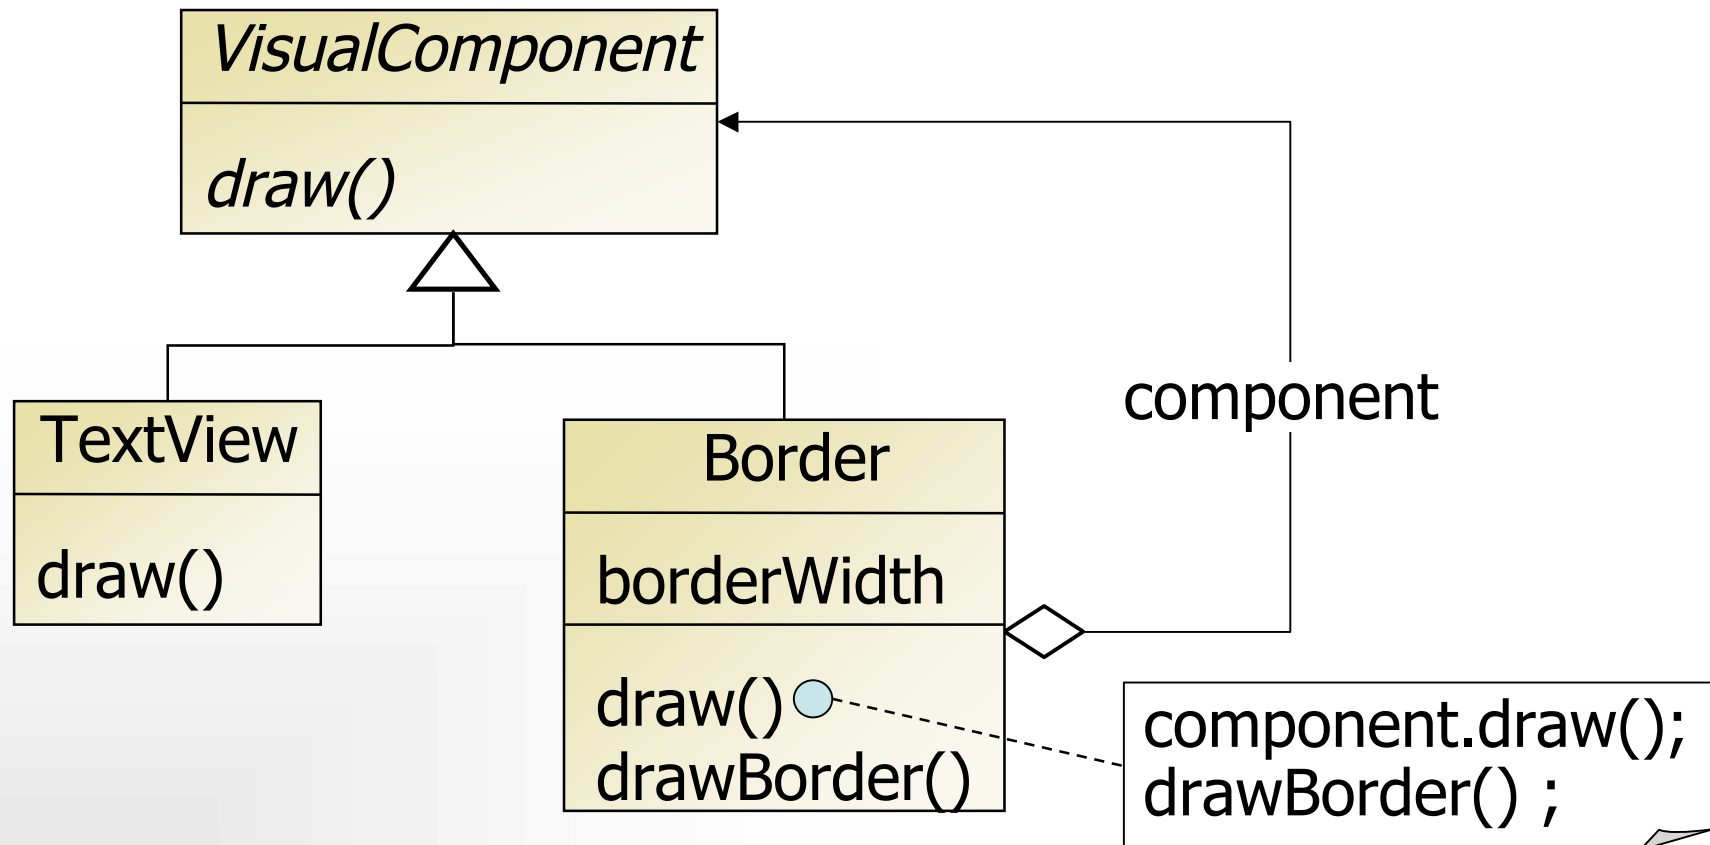 VisualComponent
draw()
TextView
draw()
Border
borderWidth
draw()
drawBorder()
component
component.draw();
drawBorder() ;